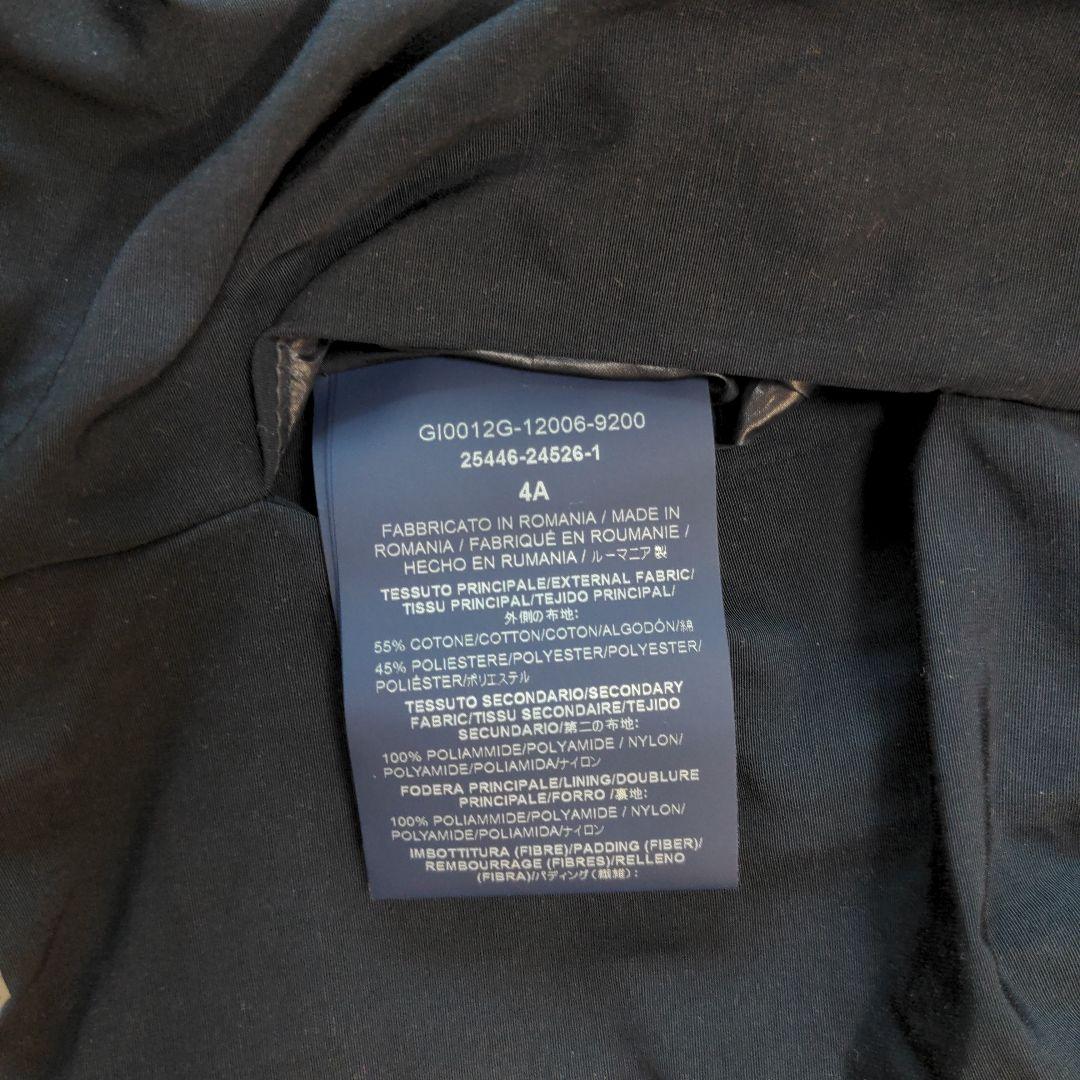 GI0012G-12006-9200
25446-24526-1
4A
FABBRICATO IN ROMANIA / MADE IN
ROMANIA / FABRIQUÉ EN ROUMANIE /
HECHO EN RUMANIA / ルーマニア製
TESSUTO PRINCIPALE/EXTERNAL FABRIC/
TISSU PRINCIPAL/TEJIDO PRINCIPAL/
外側の布地:
55% COTONE/COTTON/COTON/ALGODÓN/綿
45% POLIESTERE/POLYESTER/POLYESTER/
POLIÉSTER/ポリエステル
TESSUTO SECONDARIO/SECONDARY
FABRIC/TISSU SECONDAIRE/TEJIDO
SECUNDARIO/第二の布地:
100% POLIAMMIDE/POLYAMIDE / NYLON/
POLYAMIDE/POLIAMIDA/ナイロン
FODERA PRINCIPALE/LINING/DOUBLURE
PRINCIPALE/FORRO /裏地:
100% POLIAMMIDE/POLYAMIDE / NYLON/
POLYAMIDE/POLIAMIDA/ナイロン
IMBOTTITURA (FIBRE)/PADDING (FIBER)/
REMBOURRAGE (FIBRES)/RELLENO
(FIBRA)/パディング(繊維):